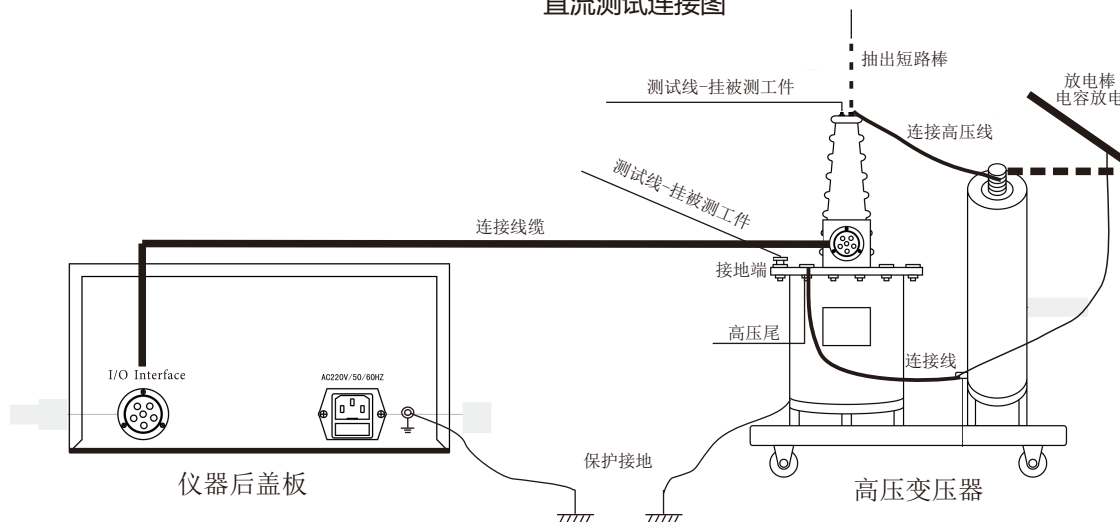 直流测试连接图
抽出短路棒
测试线-挂被测工件
放电棒
电容放电
连接高压线
测试线-挂被测工件
连接线缆
接地端
高压尾
连接线
I/O Interface
AC220V/50/60HZ
保护接地
仪器后盖板
高压变压器